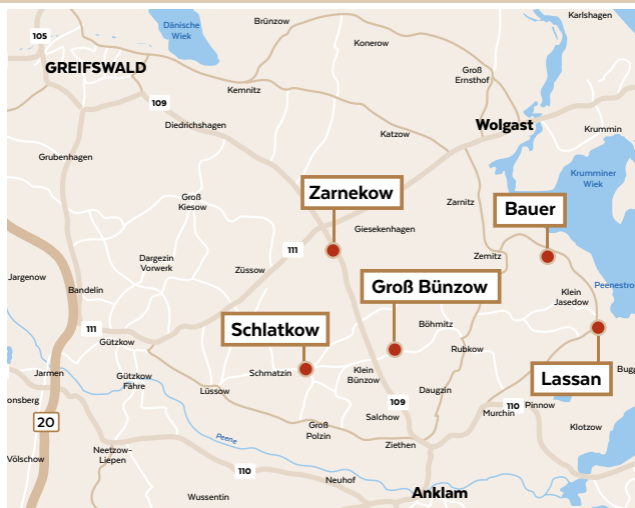 Karlshagen
Dänische
Wiek
Brünzow
105
Konerow
GREIFSWALD
Groß
Ernsthof
Kemnitz
109
Diedrichshagen
Wolgast
Katzow
Krummin
Grubenhagen
Krumminer
Wiek
Zarnekow
Groß
Kiesow
Zarnitz
Bauer
Giesekenhagen
111
Dargezin
Vorwerk
Zemitz
Züssow
Jargenow
Groß Bünzow
Peenestro
Bandelin
Klein
Jasedow
Schlatkow
Böhmitz
111
Gützkow
Rubkow
Schmatzin
Klein
Bünzow
Lassan
Bugg
Jarmen
Gützkow
Fähre
Lüssow
Daugzin
onsberg
109
110
Pinnow
Murchin
20
Salchow
Groß
Polzin
Klotzow
Peene
Ziethen
Neetzow-
Liepen
Völschow
110
Neuhof
Wussentin
Anklam